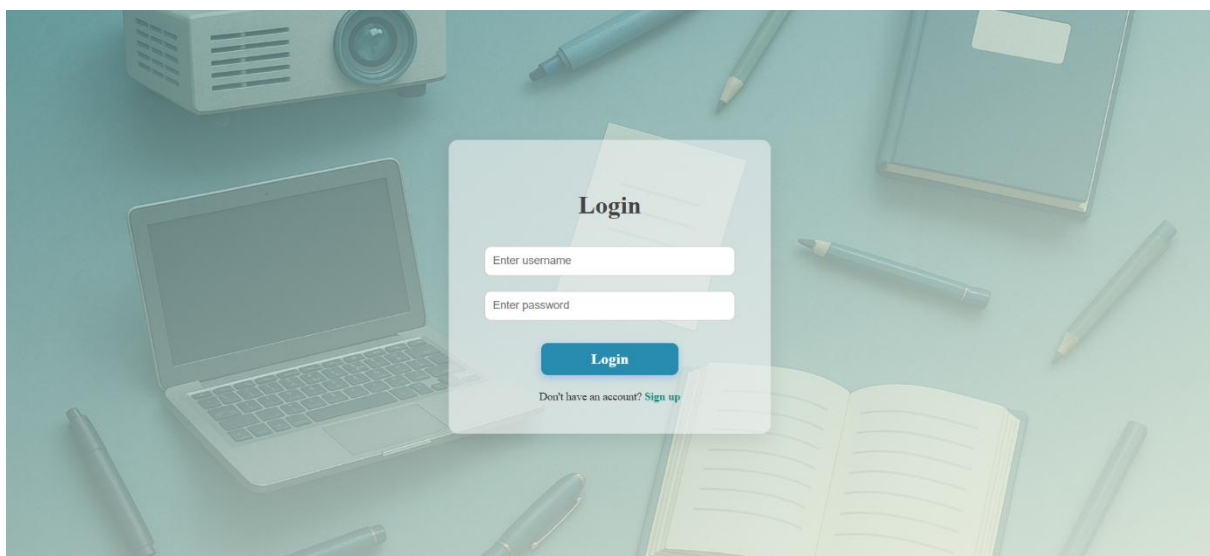 Login
Enter username
Enter password
Login
Don't have an account? Sign up